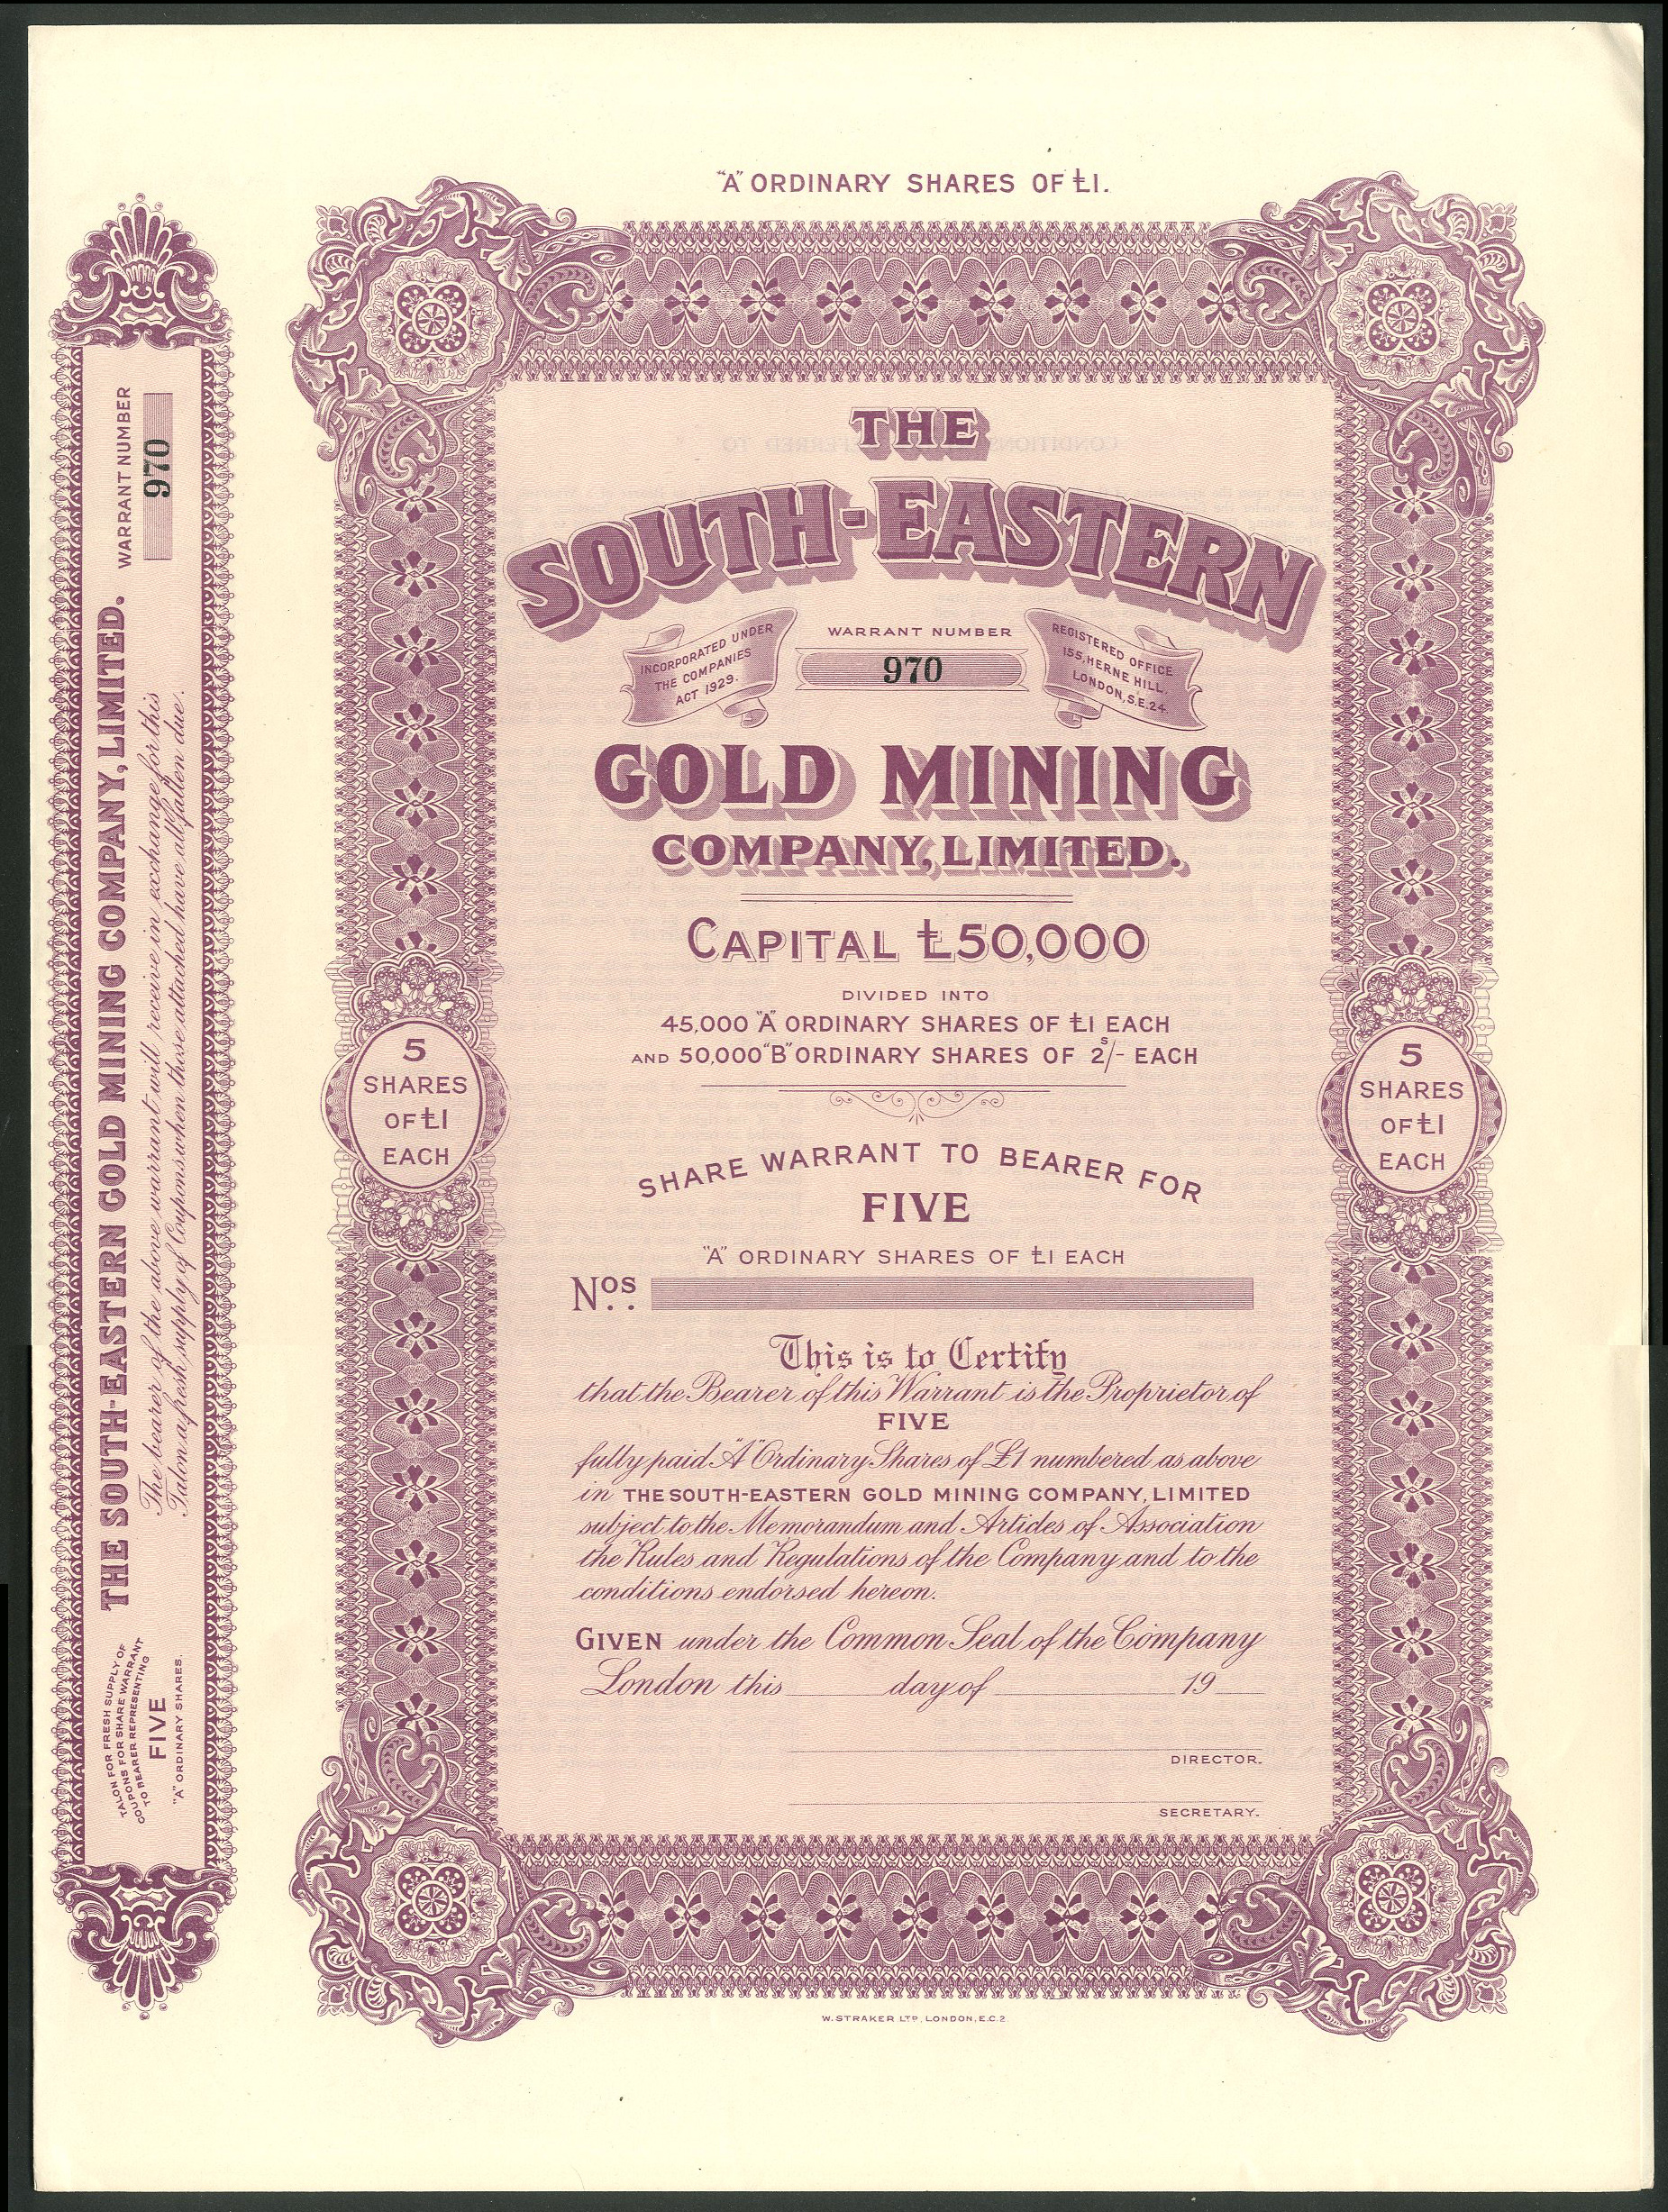 "A" ORDINARY SHARES OF £1.
THE
SOUTH-EASTERN
INCORPORATED UNDER
THE COMPANIES
ACT 1929.
WARRANT NUMBER
970
REGISTERED OFFICE
155, HERNE HILL,
LONDON, S.E.24.
GOLD MINING
COMPANY, LIMITED.
CAPITAL £50,000
DIVIDED INTO
45,000 "A" ORDINARY SHARES OF £1 EACH
AND 50,000 "B" ORDINARY SHARES OF 2s/- EACH
5
SHARES
OF £1
EACH
5
SHARES
OF £1
EACH
SHARE WARRANT TO BEARER FOR
FIVE
"A" ORDINARY SHARES OF £1 EACH
Nos..
This is to Certify
that the Bearer of this Warrant is the Proprietor of
FIVE
fully paid "A" Ordinary Shares of £1 numbered as above
in THE SOUTH-EASTERN GOLD MINING COMPANY, LIMITED
subject to the Memorandum and Articles of Association
the Rules and Regulations of the Company and to the
conditions endorsed hereon.
GIVEN under the Common Seal of the Company
London this day of 19
DIRECTOR.
SECRETARY.
W. STRAKER LTD, LONDON, E.C.2
TALON FOR FRESH SUPPLY OF
COUPONS FOR SHARE WARRANT
TO BEARER REPRESENTING
FIVE
"A" ORDINARY SHARES.
THE SOUTH-EASTERN GOLD MINING COMPANY, LIMITED.
The bearer of the above warrant will receive in exchange for this
Talon a fresh supply of Coupons when those attached have all fallen due.
WARRANT NUMBER
970